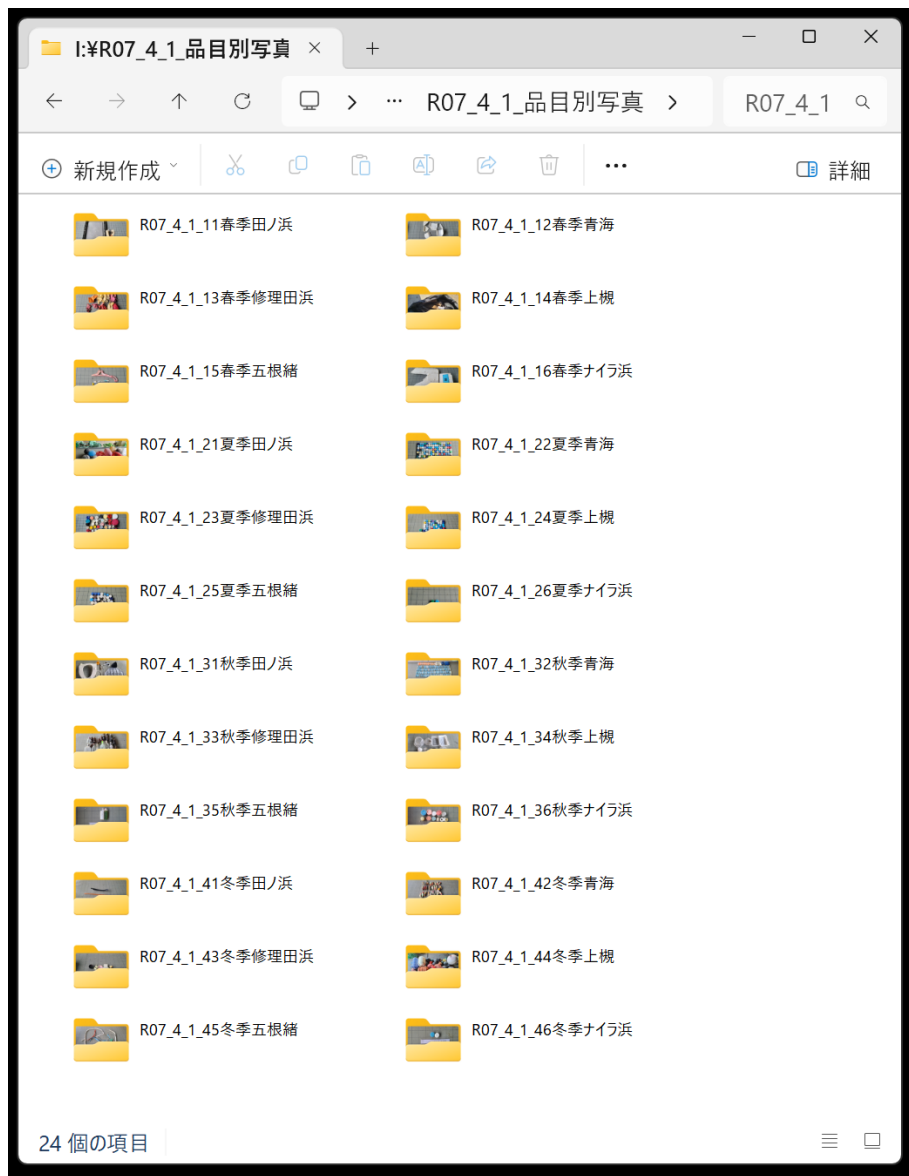 I:¥R07_4_1_品目別写真
R07_4_1_品目別写真
R07_4_1
新規作成
詳細
R07_4_1_11春季田ノ浜
R07_4_1_12春季青海
R07_4_1_13春季修理田浜
R07_4_1_14春季上槻
R07_4_1_15春季五根緒
R07_4_1_16春季ナイラ浜
R07_4_1_21夏季田ノ浜
R07_4_1_22夏季青海
R07_4_1_23夏季修理田浜
R07_4_1_24夏季上槻
R07_4_1_25夏季五根緒
R07_4_1_26夏季ナイラ浜
R07_4_1_31秋季田ノ浜
R07_4_1_32秋季青海
R07_4_1_33秋季修理田浜
R07_4_1_34秋季上槻
R07_4_1_35秋季五根緒
R07_4_1_36秋季ナイラ浜
R07_4_1_41冬季田ノ浜
R07_4_1_42冬季青海
R07_4_1_43冬季修理田浜
R07_4_1_44冬季上槻
R07_4_1_45冬季五根緒
R07_4_1_46冬季ナイラ浜
24 個の項目